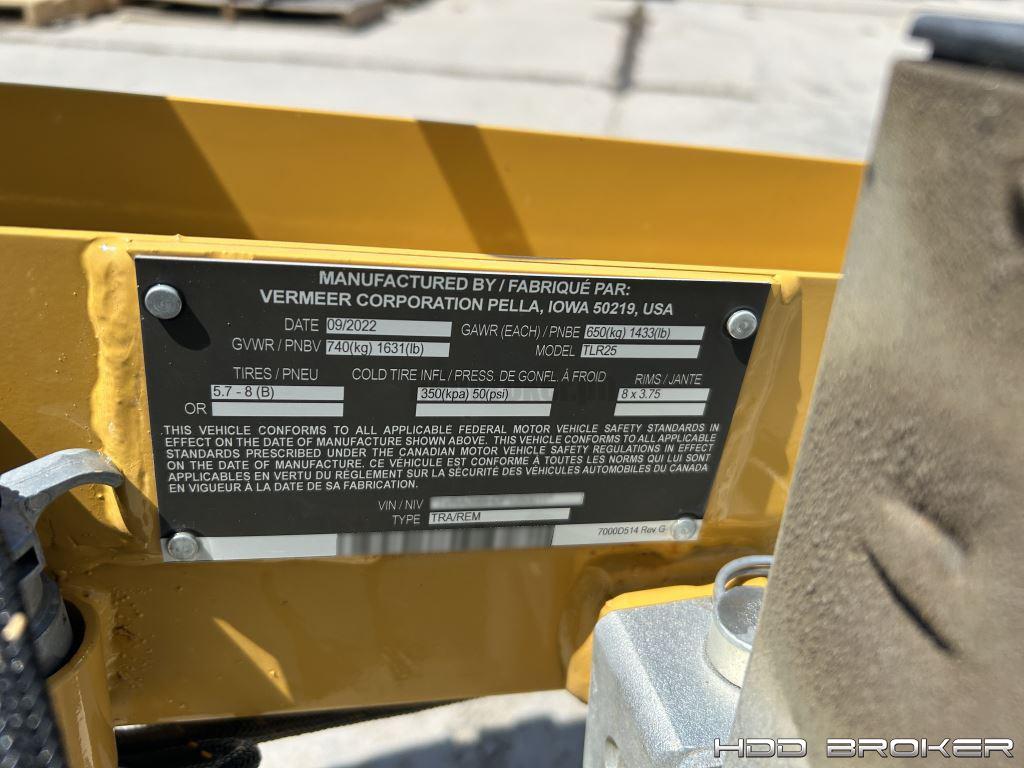 MANUFACTURED BY / FABRIQUÉ PAR:
VERMEER CORPORATION PELLA, IOWA 50219, USA
DATE 09/2022 GAWR (EACH) / PNBE 650(kg) 1433(lb)
GVWR / PNBV 740(kg) 1631(lb) MODEL TLR25
TIRES / PNEU COLD TIRE INFL / PRESS. DE GONFL. À FROID RIMS / JANTE
5.7 - 8 (B) 350(kpa) 50(psi) 8 x 3.75
OR
THIS VEHICLE CONFORMS TO ALL APPLICABLE FEDERAL MOTOR VEHICLE SAFETY STANDARDS IN
EFFECT ON THE DATE OF MANUFACTURE SHOWN ABOVE. THIS VEHICLE CONFORMS TO ALL APPLICABLE
STANDARDS PRESCRIBED UNDER THE CANADIAN MOTOR VEHICLE SAFETY REGULATIONS IN EFFECT
ON THE DATE OF MANUFACTURE. CE VÉHICULE EST CONFORME À TOUTES LES NORMES QUI LUI SONT
APPLICABLES EN VERTU DU RÈGLEMENT SUR LA SÉCURITÉ DES VÉHICULES AUTOMOBILES DU CANADA
EN VIGUEUR À LA DATE DE SA FABRICATION.
VIN / NIV
TYPE TRA/REM
7000D514 Rev G
HDD BROKER